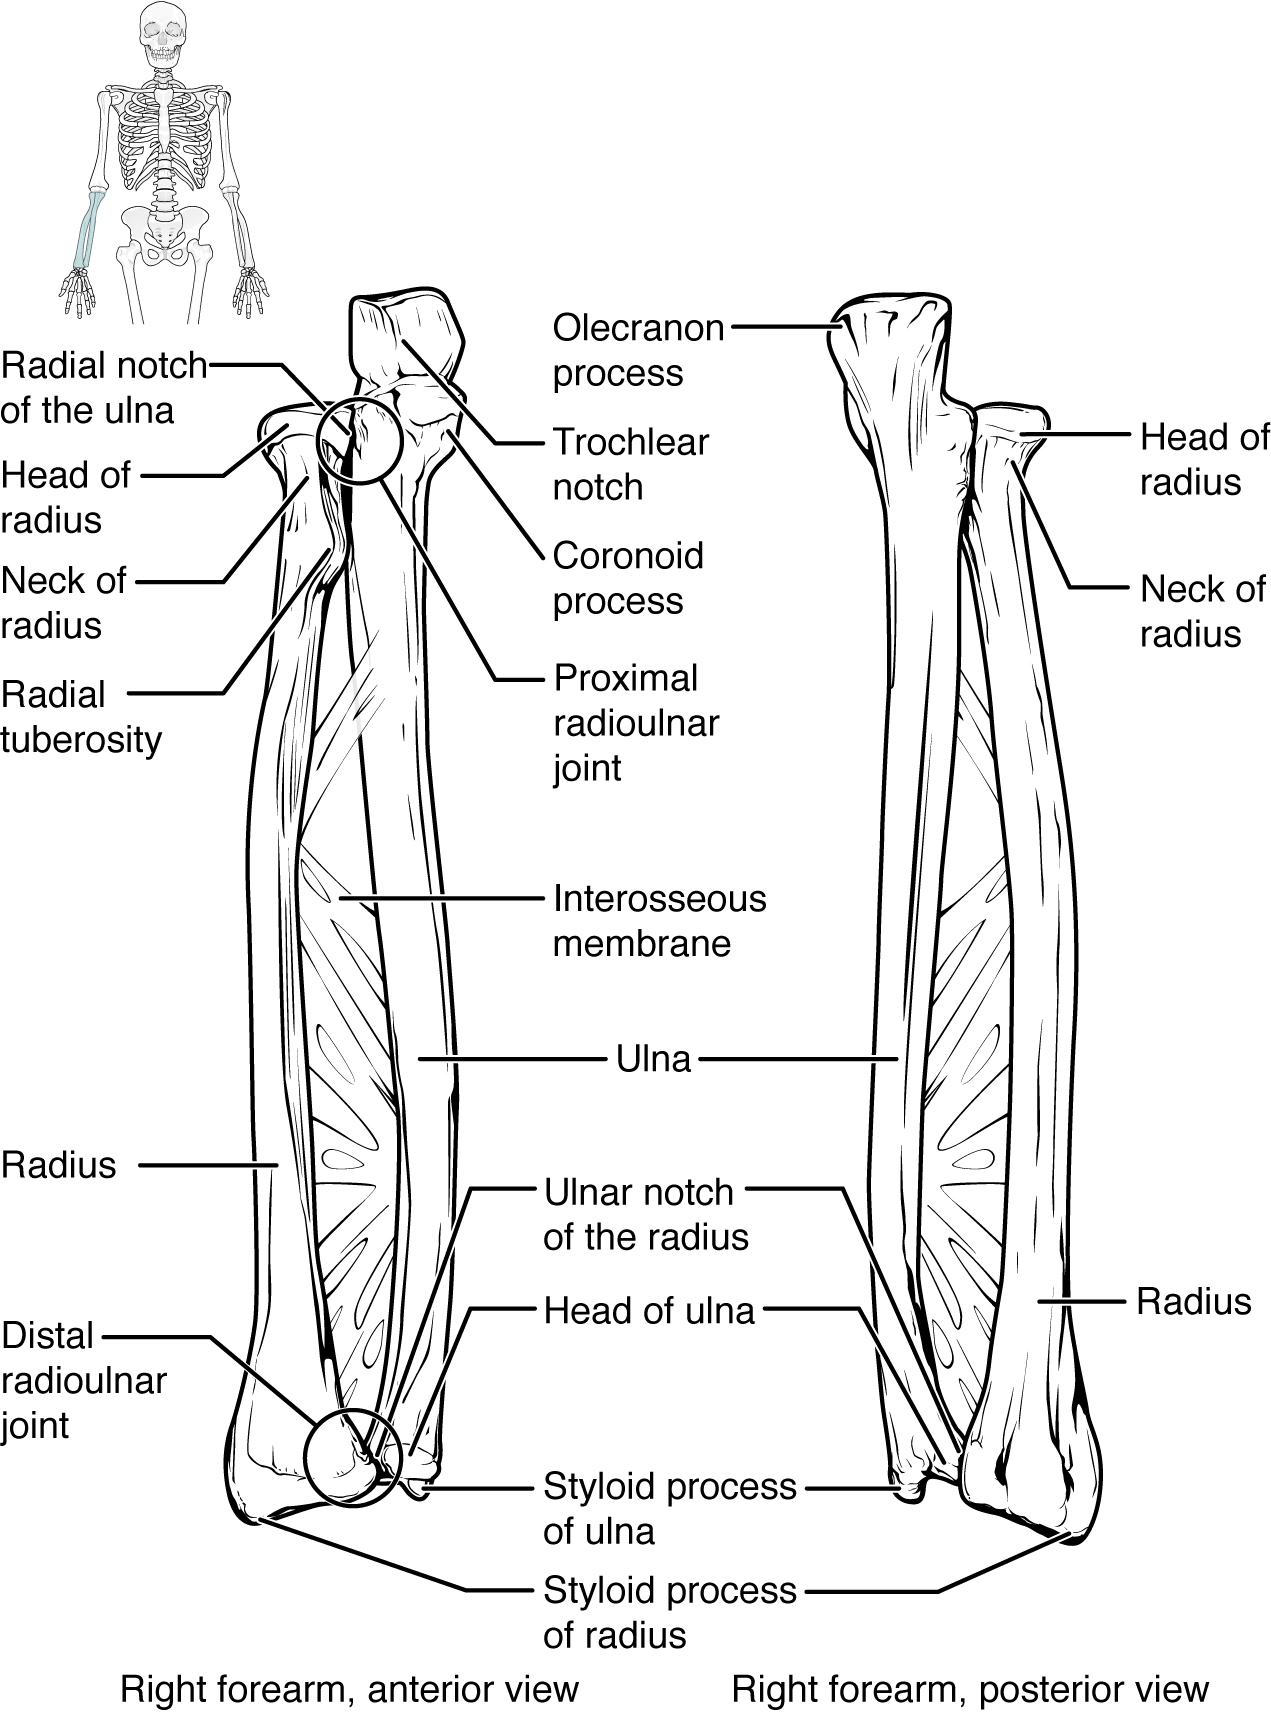 Radial notch
of the ulna
Head of
radius
Neck of
radius
Radial
tuberosity
Radius
Distal
radioulnar
joint
Olecranon
process
Trochlear
notch
Coronoid
process
Proximal
radioulnar
joint
Interosseous
membrane
Ulna
Ulnar notch
of the radius
Head of ulna
Styloid process
of ulna
Styloid process
of radius
Head of
radius
Neck of
radius
Radius
Right forearm, anterior view
Right forearm, posterior view